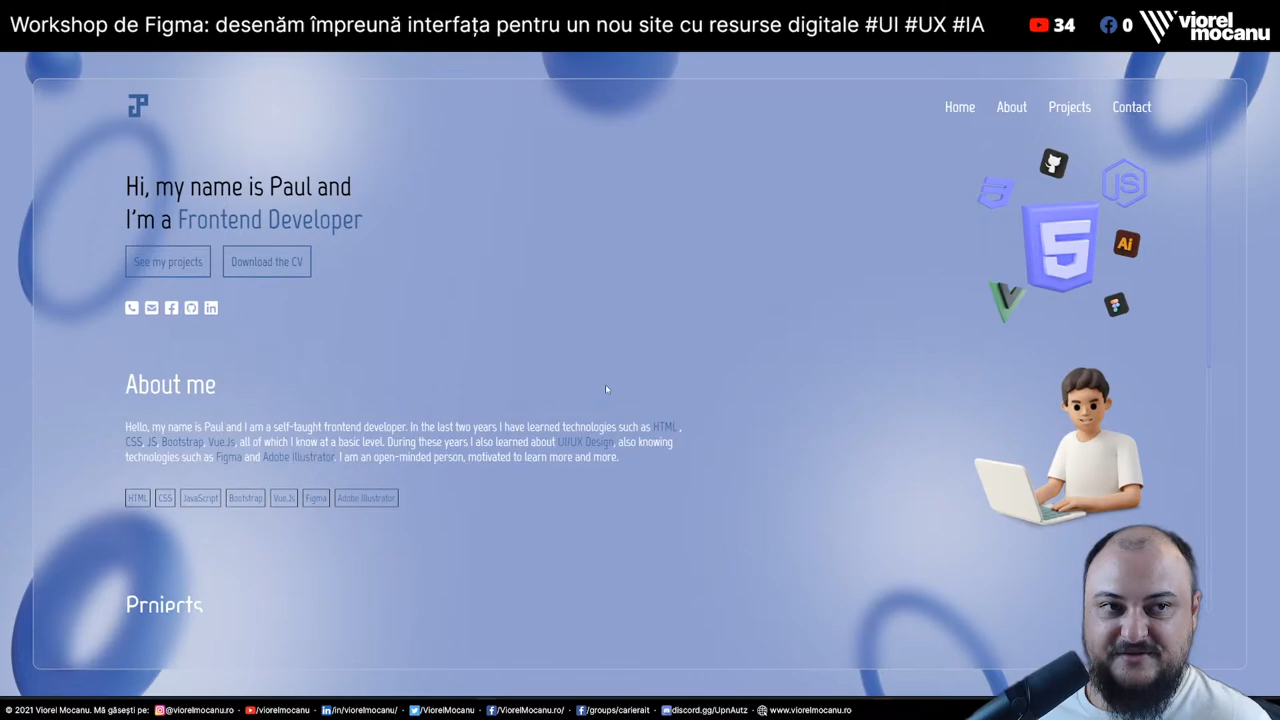 Workshop de Figma: desenăm împreună interfața pentru un nou site cu resurse digitale #UI #UX #IA
34
0
viorel
mocanu
Home
About
Projects
Contact
Hi, my name is Paul and
I'm a Frontend Developer
See my projects
Download the CV
JS
5
Ai
About me
Hello, my name is Paul and I am a self-taught frontend developer. In the last two years I have learned technologies such as HTML ,
CSS, JS, Bootstrap, VueJs, all of which I know at a basic level. During these years I also learned about UI/UX Design, also knowing
technologies such as Figma and Adobe Illustrator. I am an open-minded person, motivated to learn more and more.
HTML
CSS
JavaScript
Bootstrap
VueJs
Figma
Adobe Illustrator
Projects
© 2021 Viorel Mocanu. Mă găsești pe: @viorelmocanu.ro · /viorelmocanu · /in/viorelmocanu/ · /ViorelMocanu · /ViorelMocanu.ro/ · /groups/carierait · discord.gg/UpnAutz · www.viorelmocanu.ro